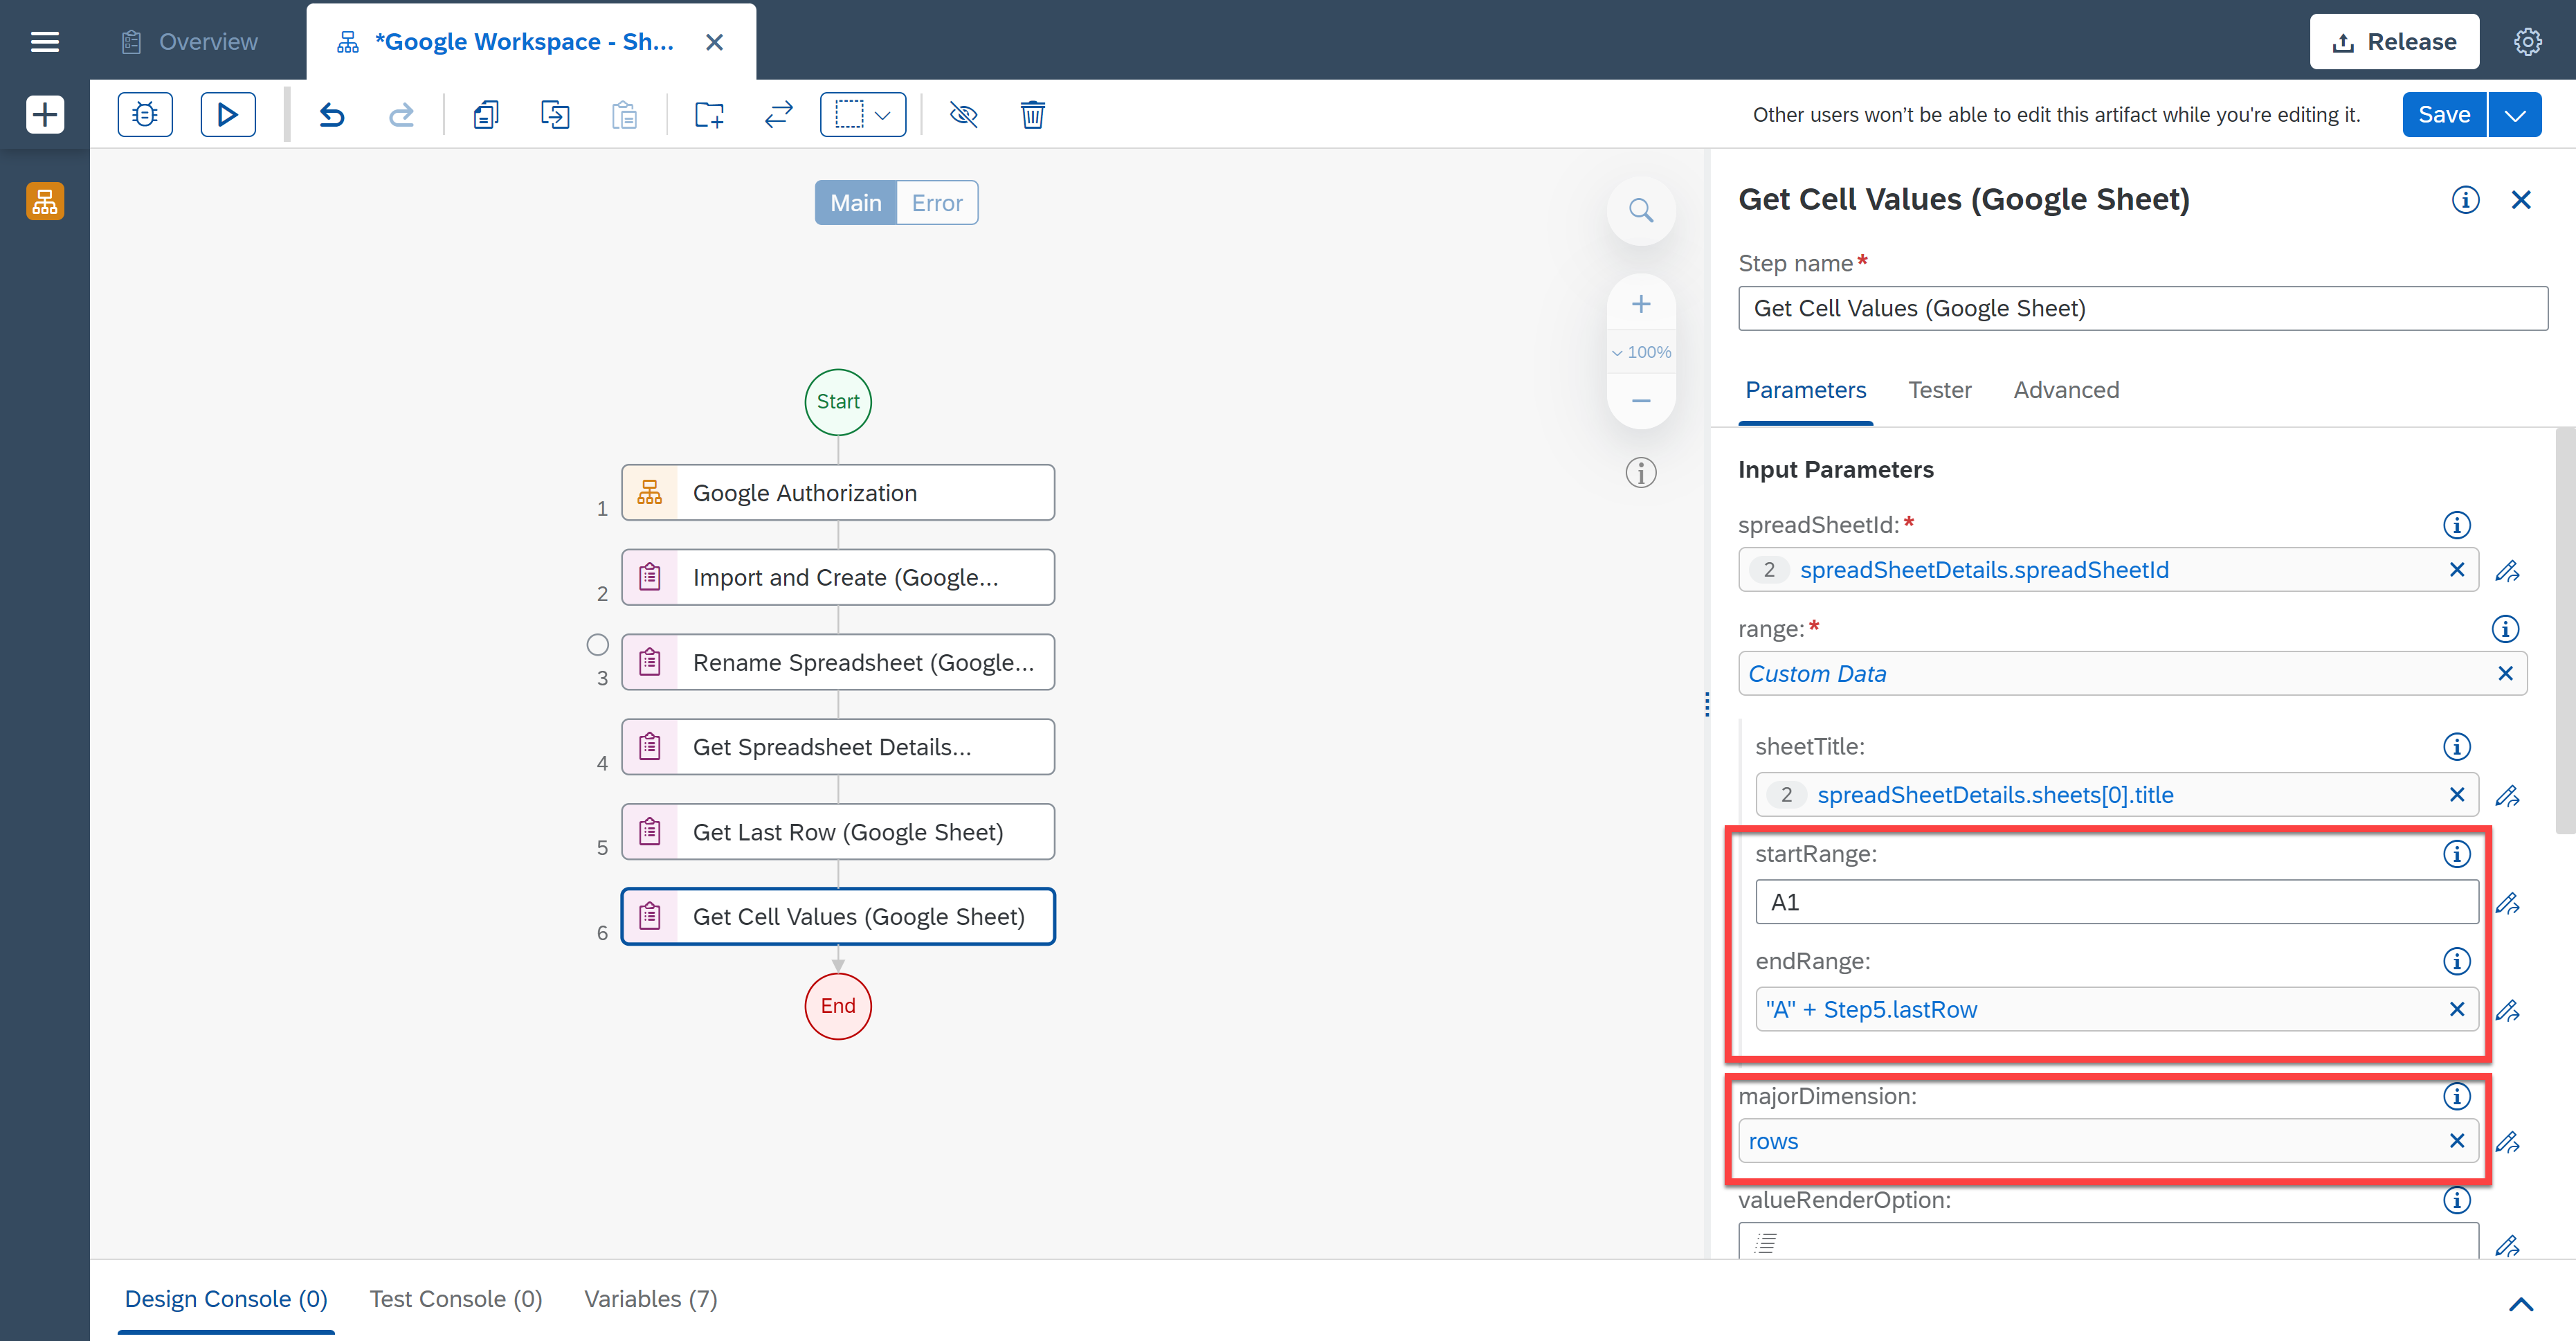 Overview
*Google Workspace - Sh...
Release
Other users won't be able to edit this artifact while you're editing it.
Save
Main
Error
100%
Start
1
Google Authorization
2
Import and Create (Google...
3
Rename Spreadsheet (Google...
4
Get Spreadsheet Details...
5
Get Last Row (Google Sheet)
6
Get Cell Values (Google Sheet)
End
Get Cell Values (Google Sheet)
Step name*
Get Cell Values (Google Sheet)
Parameters
Tester
Advanced
Input Parameters
spreadSheetId:*
2 spreadSheetDetails.spreadSheetId
range:*
Custom Data
sheetTitle:
2 spreadSheetDetails.sheets[0].title
startRange:
A1
endRange:
"A" + Step5.lastRow
majorDimension:
rows
valueRenderOption:
Design Console (0)
Test Console (0)
Variables (7)